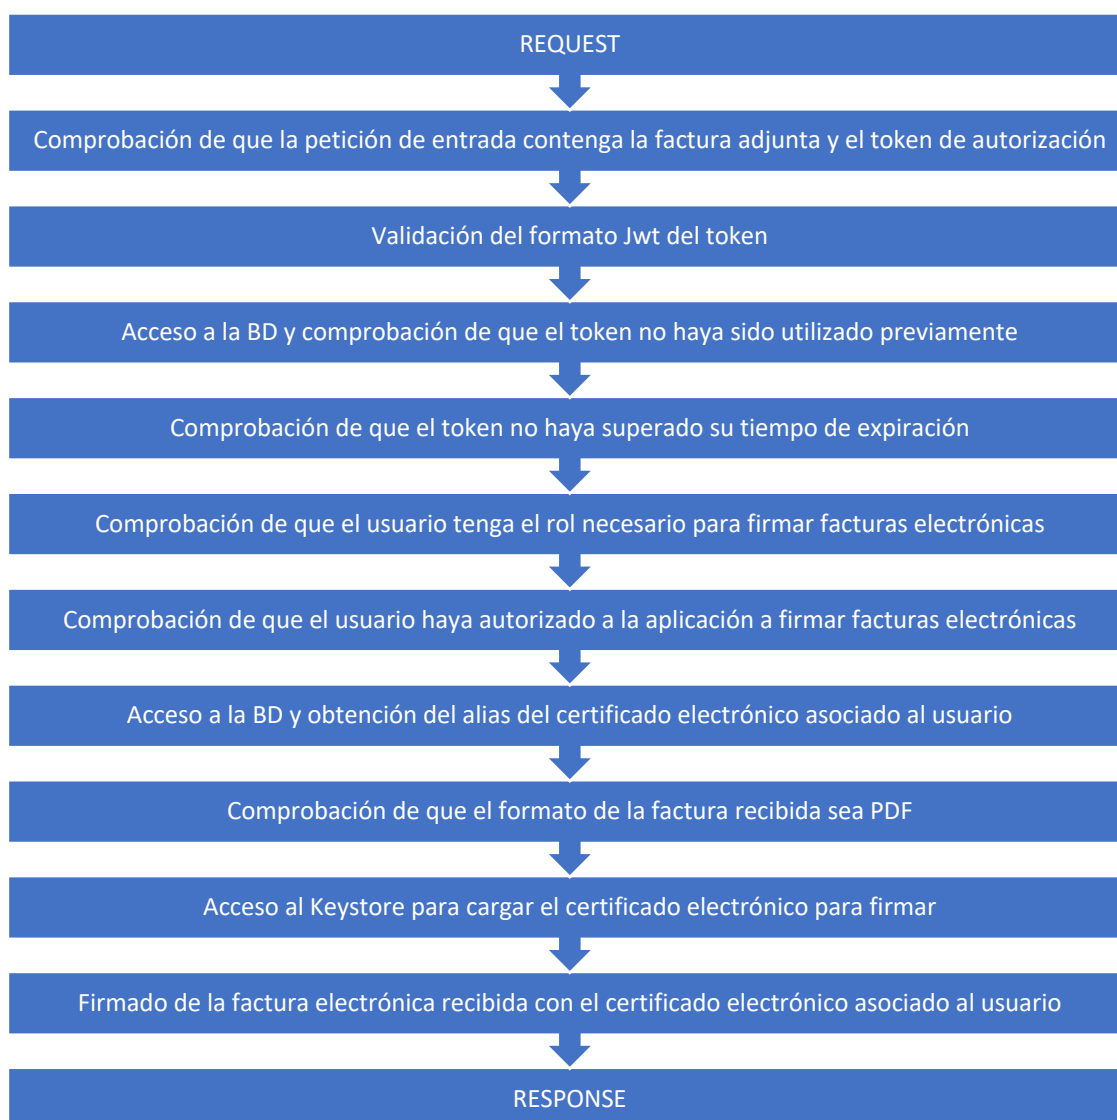 REQUEST
Comprobación de que la petición de entrada contenga la factura adjunta y el token de autorización
Validación del formato Jwt del token
Acceso a la BD y comprobación de que el token no haya sido utilizado previamente
Comprobación de que el token no haya superado su tiempo de expiración
Comprobación de que el usuario tenga el rol necesario para firmar facturas electrónicas
Comprobación de que el usuario haya autorizado a la aplicación a firmar facturas electrónicas
Acceso a la BD y obtención del alias del certificado electrónico asociado al usuario
Comprobación de que el formato de la factura recibida sea PDF
Acceso al Keystore para cargar el certificado electrónico para firmar
Firmado de la factura electrónica recibida con el certificado electrónico asociado al usuario
RESPONSE